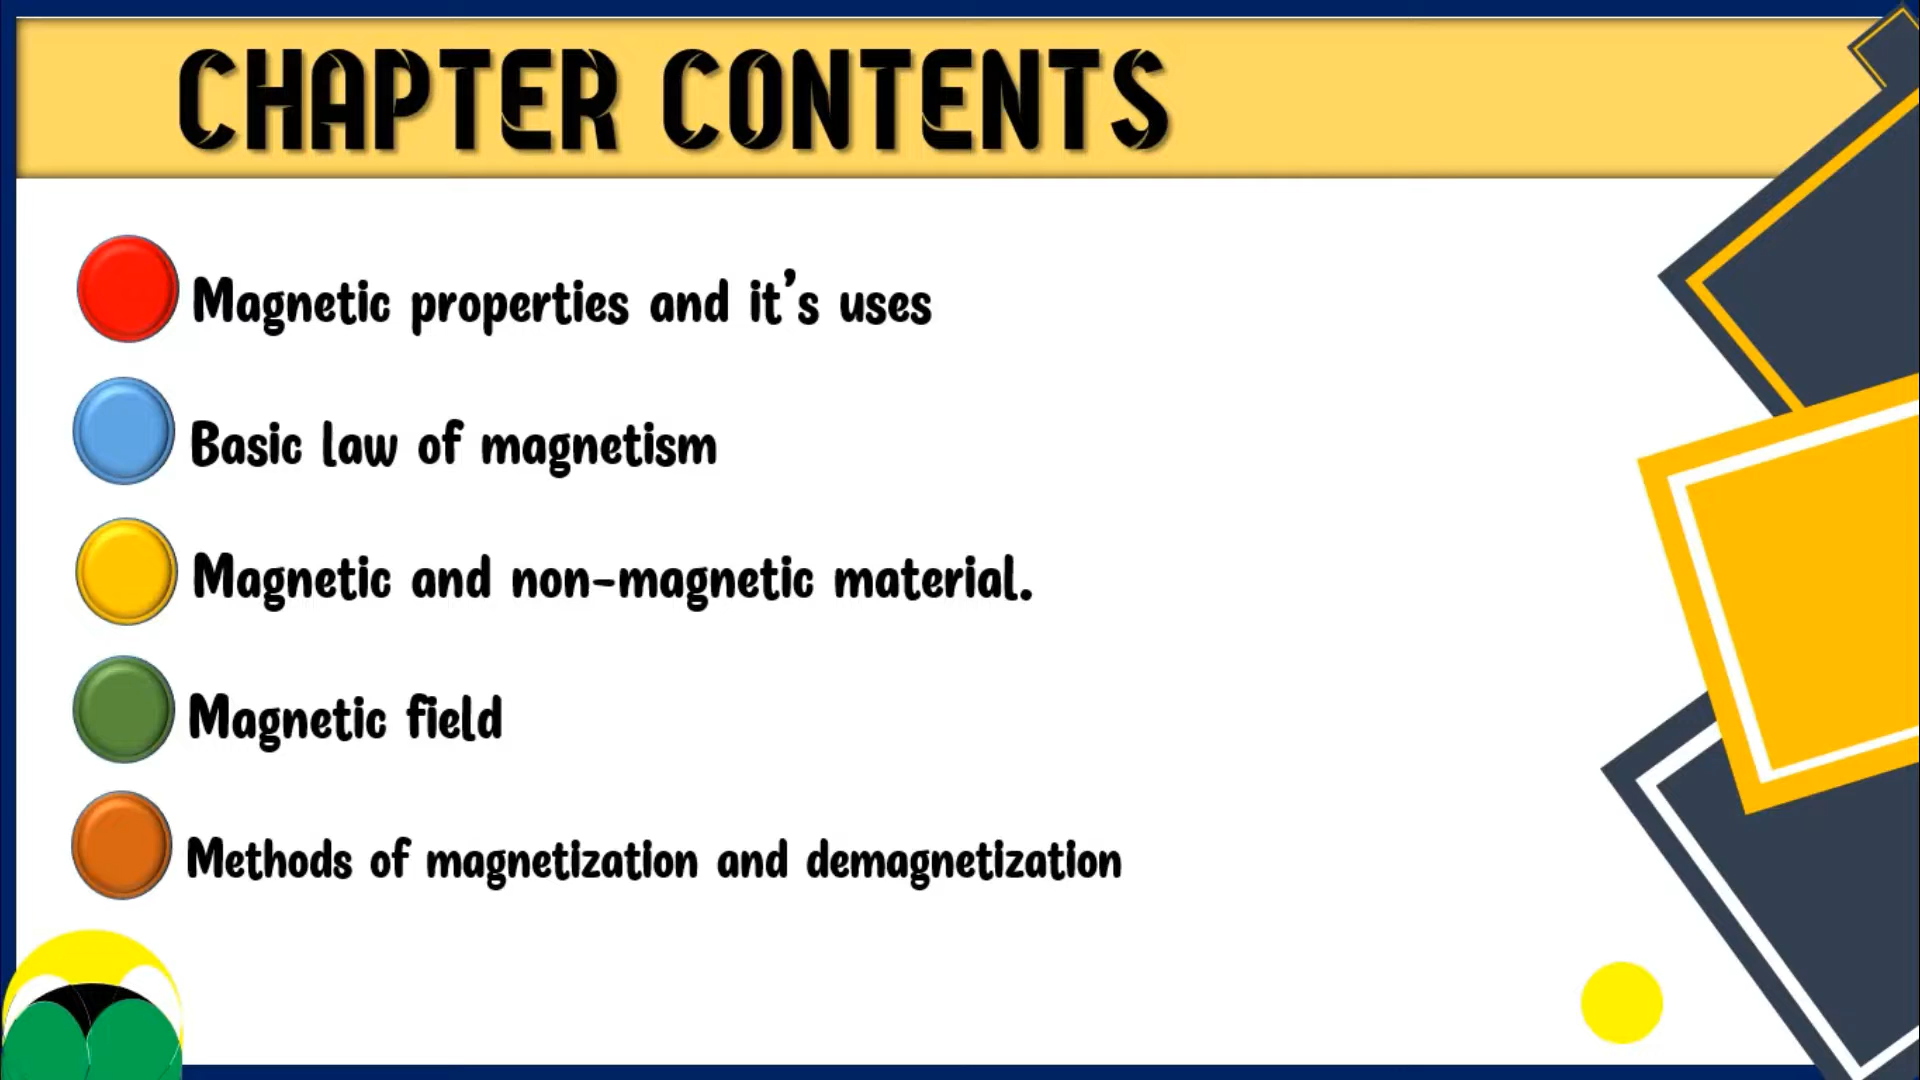 CHAPTER CONTENTS
Magnetic properties and it's uses
Basic law of magnetism
Magnetic and non-magnetic material.
Magnetic field
Methods of magnetization and demagnetization